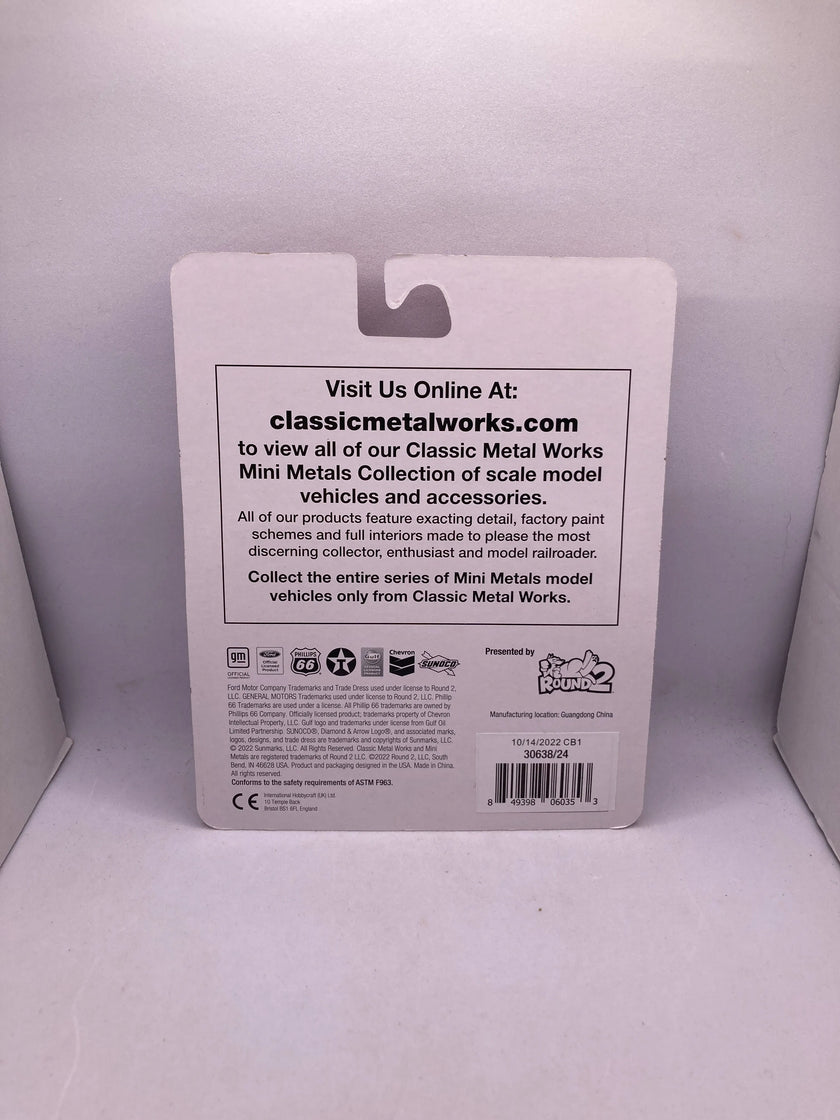 Visit Us Online At:
classicmetalworks.com
to view all of our Classic Metal Works
Mini Metals Collection of scale model
vehicles and accessories.
All of our products feature exacting detail, factory paint
schemes and full interiors made to please the most
discerning collector, enthusiast and model railroader.
Collect the entire series of Mini Metals model
vehicles only from Classic Metal Works.
gm
OFFICIAL
Ford
Official
Licensed
Product
PHILLIPS
66
T
Gulf
Chevron
SUNOCO
Ford Motor Company Trademarks and Trade Dress used under license to Round 2,
LLC. GENERAL MOTORS Trademarks used under license to Round 2, LLC. Phillip
66 Trademarks are used under a license. All Phillip 66 trademarks are owned by
Phillips 66 Company. Officially licensed product; trademarks property of Chevron
Intellectual Property, LLC. Gulf logo and trademarks under license from Gulf Oil
Limited Partnership. SUNOCO®, Diamond & Arrow Logo®, and associated marks,
logos, designs, and trade dress are trademarks and copyrights of Sunmarks, LLC.
© 2022 Sunmarks, LLC. All Rights Reserved. Classic Metal Works and Mini
Metals are registered trademarks of Round 2 LLC. ©2022 Round 2, LLC, South
Bend, IN 46628 USA. Product and packaging designed in the USA. Made in China.
All rights reserved.
Conforms to the safety requirements of ASTM F963.
CE
International Hobbycraft (UK) Ltd.
10 Temple Back
Bristol BS1 6FL England
Presented by
ROUND 2
Manufacturing location: Guangdong China
10/14/2022 CB1
30638/24
8 49398 06035 3